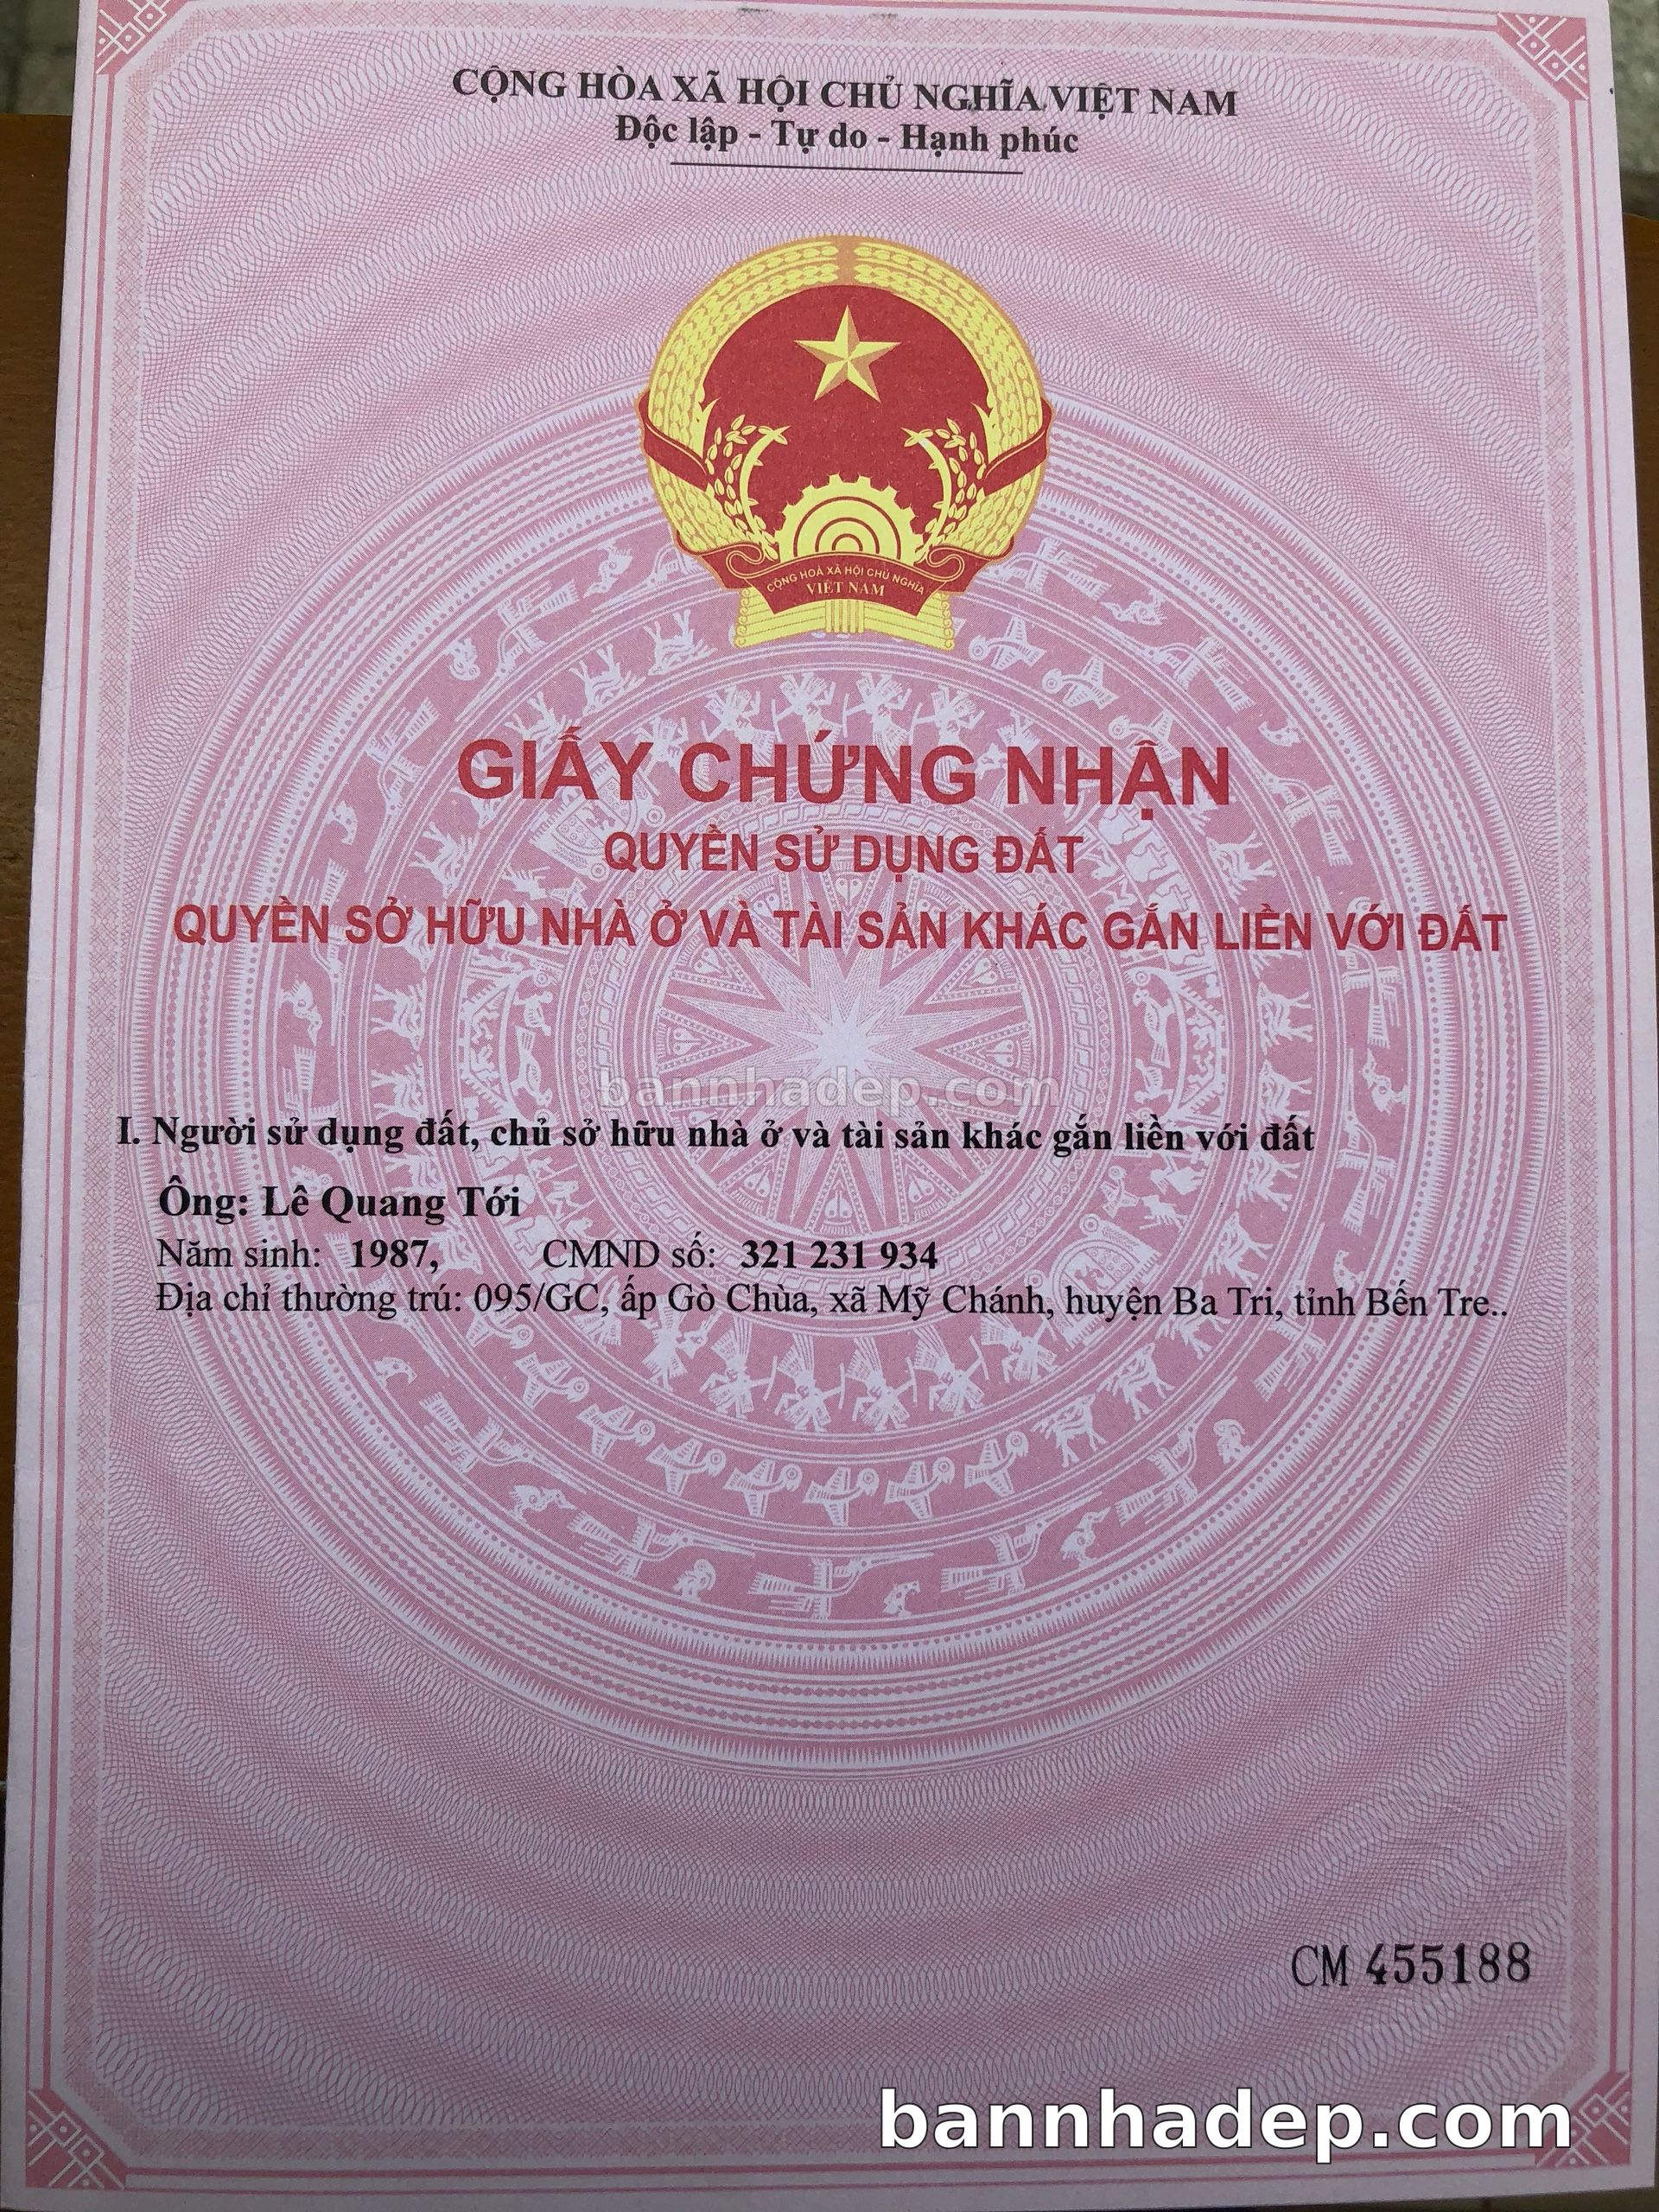 CỘNG HÒA XÃ HỘI CHỦ NGHĨA VIỆT NAM
Độc lập - Tự do - Hạnh phúc
CỘNG HOÀ XÃ HỘI CHỦ NGHĨA
VIỆT NAM
GIẤY CHỨNG NHẬN
QUYỀN SỬ DỤNG ĐẤT
QUYỀN SỞ HỮU NHÀ Ở VÀ TÀI SẢN KHÁC GẮN LIỀN VỚI ĐẤT
bannhadep.com
I. Người sử dụng đất, chủ sở hữu nhà ở và tài sản khác gắn liền với đất
Ông: Lê Quang Tới
Năm sinh: 1987, CMND số: 321 231 934
Địa chỉ thường trú: 095/GC, ấp Gò Chùa, xã Mỹ Chánh, huyện Ba Tri, tỉnh Bến Tre..
CM 455188
bannhadep.com